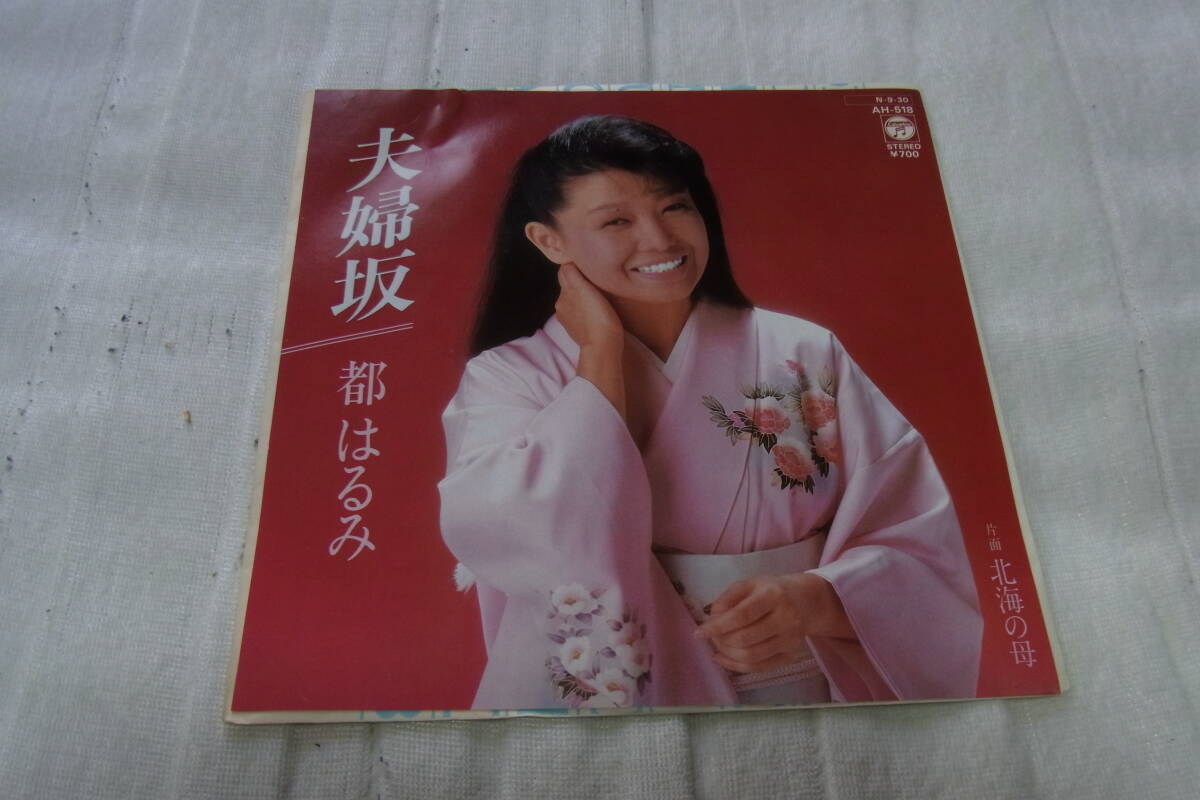 夫婦坂
都はるみ
N·9·30
AH-518
Columbia
STEREO
¥700
片面
北海の母